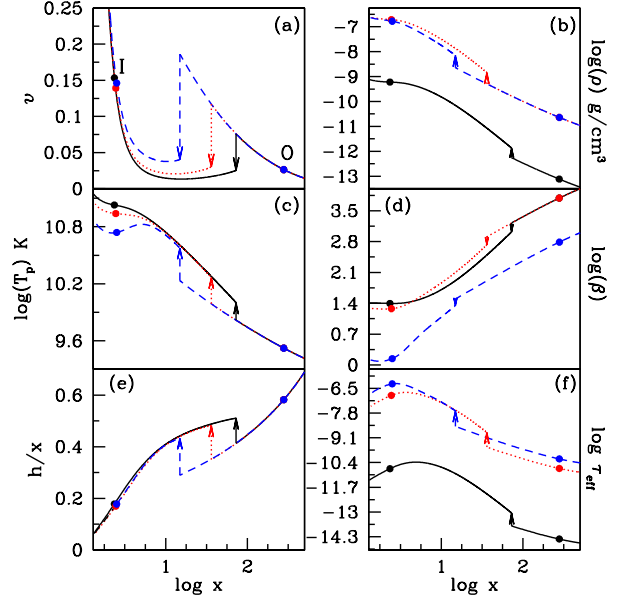 0.25
0.2
0.15
0.1
0.05
0
υ
(a)
I
O
-7
-8
-9
-10
-11
-12
-13
(b)
log(ρ) g/cm³
10.8
10.2
9.6
log(Tₚ) K
(c)
3.5
2.8
2.1
1.4
0.7
0
(d)
log(β)
0.6
0.4
0.2
0
h/x
(e)
1
2
log x
-6.5
-7.8
-9.1
-10.4
-11.7
-13
-14.3
(f)
log τeff
1
2
log x